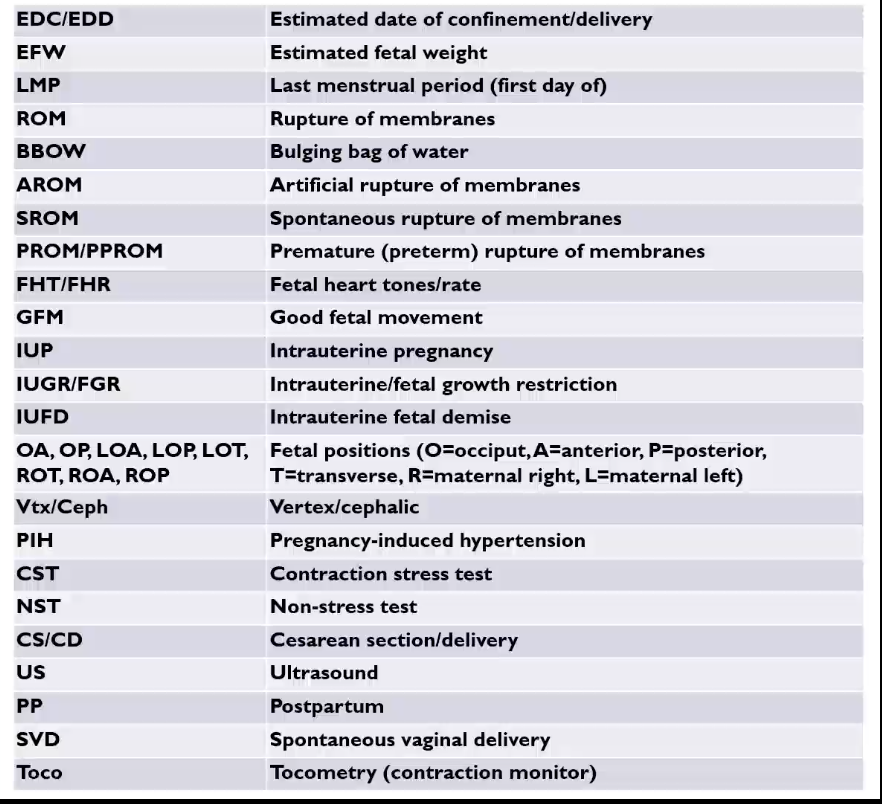 EDC/EDD Estimated date of confinement/delivery
EFW Estimated fetal weight
LMP Last menstrual period (first day of)
ROM Rupture of membranes
BBOW Bulging bag of water
AROM Artificial rupture of membranes
SROM Spontaneous rupture of membranes
PROM/PPROM Premature (preterm) rupture of membranes
FHT/FHR Fetal heart tones/rate
GFM Good fetal movement
IUP Intrauterine pregnancy
IUGR/FGR Intrauterine/fetal growth restriction
IUFD Intrauterine fetal demise
OA, OP, LOA, LOP, LOT, Fetal positions (O=occiput, A=anterior, P=posterior,
ROT, ROA, ROP T=transverse, R=maternal right, L=maternal left)
Vtx/Ceph Vertex/cephalic
PIH Pregnancy-induced hypertension
CST Contraction stress test
NST Non-stress test
CS/CD Cesarean section/delivery
US Ultrasound
PP Postpartum
SVD Spontaneous vaginal delivery
Toco Tocometry (contraction monitor)